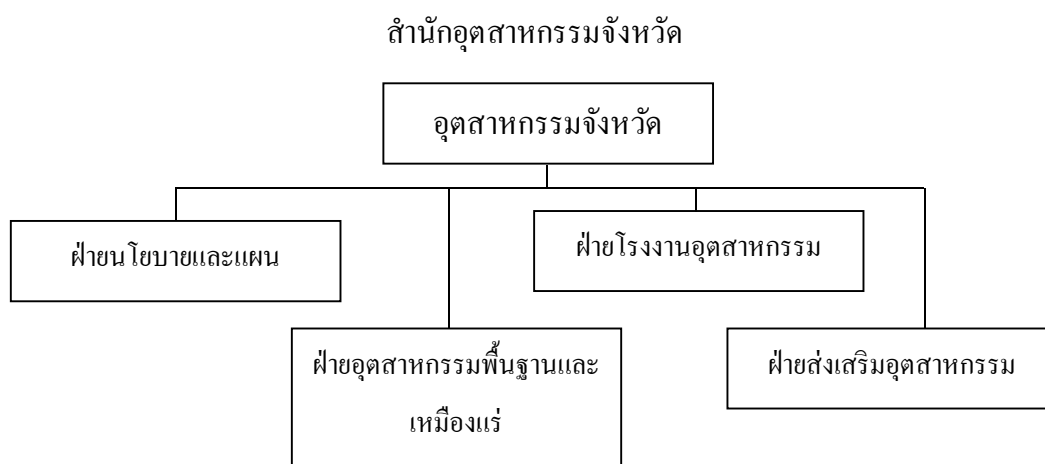 สำนักอุตสาหกรรมจังหวัด
อุตสาหกรรมจังหวัด
ฝ่ายนโยบายและแผน
ฝ่ายโรงงานอุตสาหกรรม
ฝ่ายอุตสาหกรรมพื้นฐานและ
เหมืองแร่
ฝ่ายส่งเสริมอุตสาหกรรม